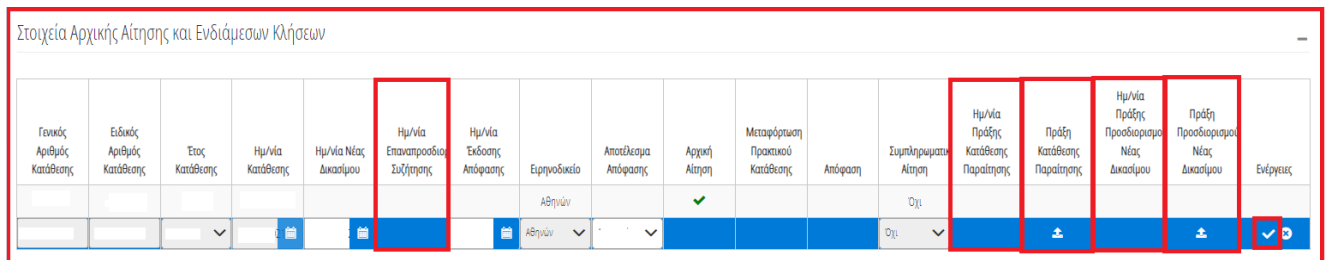 Στοιχεία Αρχικής Αίτησης και Ενδιάμεσων Κλήσεων
Γενικός Αριθμός Κατάθεσης
Ειδικός Αριθμός Κατάθεσης
Έτος Κατάθεσης
Ημ/νία Κατάθεσης
Ημ/νία Νέας Δικασίμου
Ημ/νία Επαναπροσδιορ Συζήτησης
Ημ/νία Έκδοσης Απόφασης
Ειρηνοδικείο
Αποτέλεσμα Απόφασης
Αρχική Αίτηση
Μεταφόρτωση Πρακτικού Κατάθεσης
Απόφαση
Συμπληρωματικ Αίτηση
Ημ/νία Πράξης Κατάθεσης Παραίτησης
Πράξη Κατάθεσης Παραίτησης
Ημ/νία Πράξης Προσδιορισμο Νέας Δικασίμου
Πράξη Προσδιορισμού Νέας Δικασίμου
Ενέργειες
Αθηνών Όχι
Αθηνών Όχι